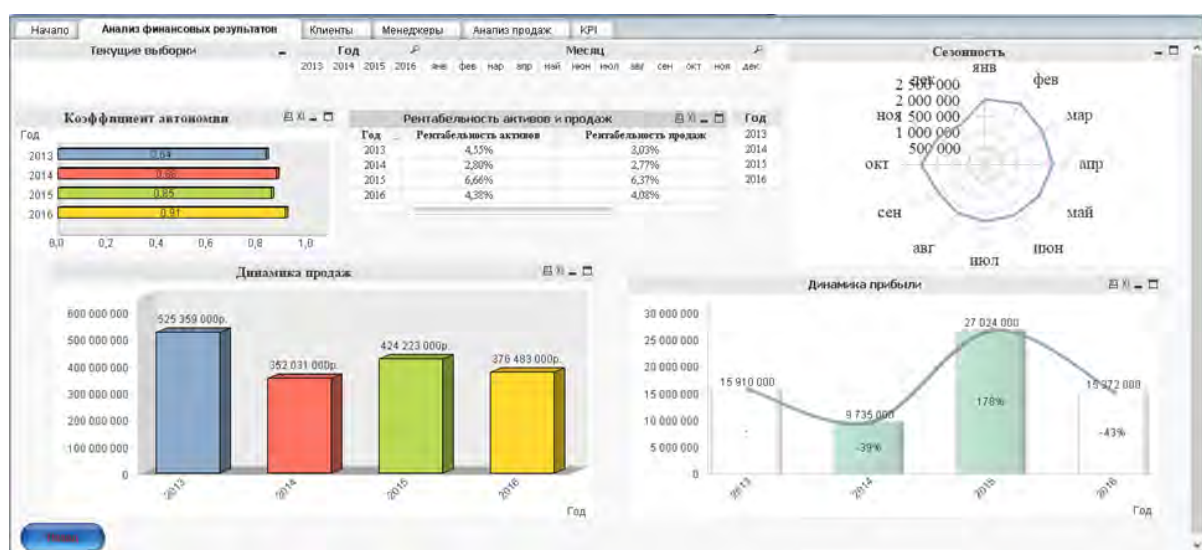 Начало Анализ финансовых результатов Клиенты Менеджеры Анализ продаж KPI
Текущие выборки
Год
2013 2014 2015 2016
Месяц
янв фев мар апр май июн июл авг сен окт ноя дек
Сезонность
янв
фев
мар
апр
май
июн
июл
авг
сен
окт
ноя
дек
2 500 000
2 000 000
1 500 000
1 000 000
500 000
Коэффициент автономии
Год
2013 0,84
2014
2015 0,85
2016 0,91
0,0 0,2 0,4 0,6 0,8 1,0
Рентабельность активов и продаж
Год Рентабельность активов Рентабельность продаж
2013 4,55% 3,03%
2014 2,80% 2,77%
2015 6,66% 6,37%
2016 4,38% 4,08%
Год
2013
2014
2015
2016
Динамика продаж
600 000 000
500 000 000
400 000 000
300 000 000
200 000 000
100 000 000
0
525 359 000р.
352 031 000р.
424 223 000р.
376 483 000р.
2013 2014 2015 2016
Год
Динамика прибыли
30 000 000
25 000 000
20 000 000
15 000 000
10 000 000
5 000 000
0
15 910 000
9 735 000
-39%
27 024 000
178%
15 372 000
-43%
2013 2014 2015 2016
Год